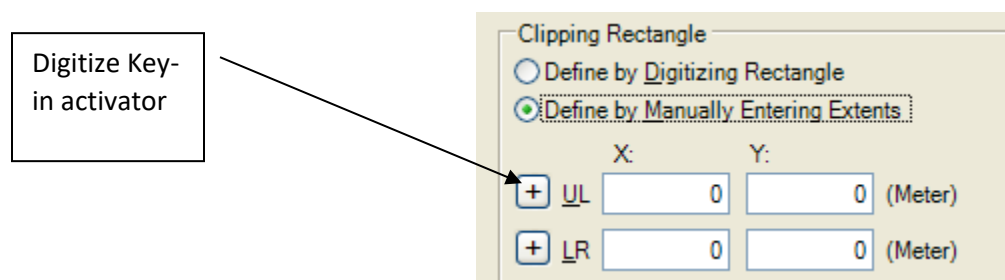 Clipping Rectangle
Digitize Key-
in activator
Define by Digitizing Rectangle
Define by Manually Entering Extents
X: Y:
+ UL 0 0 (Meter)
+ LR 0 0 (Meter)